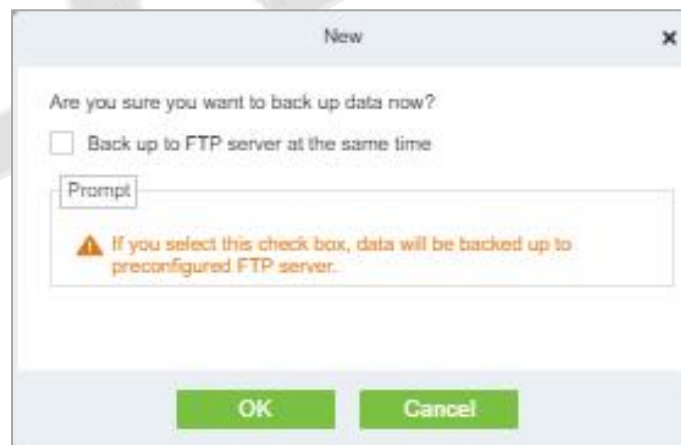 New
Are you sure you want to back up data now?
Back up to FTP server at the same time
Prompt
If you select this check box, data will be backed up to
preconfigured FTP server.
OK
Cancel